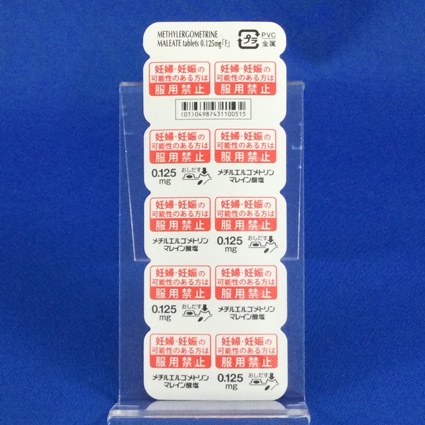 METHYLERGOMETRINE
MALEATE tablets 0.125mg「F」
プラ
PVC
金属
妊婦・妊娠の 妊婦・妊娠の
可能性のある方は 可能性のある方は
服用禁止 服用禁止
(01)04987431100515
妊婦・妊娠の 妊婦・妊娠の
可能性のある方は 可能性のある方は
服用禁止 服用禁止
0.125 おしだす メチルエルゴメトリン
mg マレイン酸塩
妊婦・妊娠の 妊婦・妊娠の
可能性のある方は 可能性のある方は
服用禁止 服用禁止
メチルエルゴメトリン 0.125 おしだす
マレイン酸塩 mg
妊婦・妊娠の 妊婦・妊娠の
可能性のある方は 可能性のある方は
服用禁止 服用禁止
0.125 おしだす メチルエルゴメトリン
mg マレイン酸塩
妊婦・妊娠の 妊婦・妊娠の
可能性のある方は 可能性のある方は
服用禁止 服用禁止
メチルエルゴメトリン 0.125 おしだす
マレイン酸塩 mg